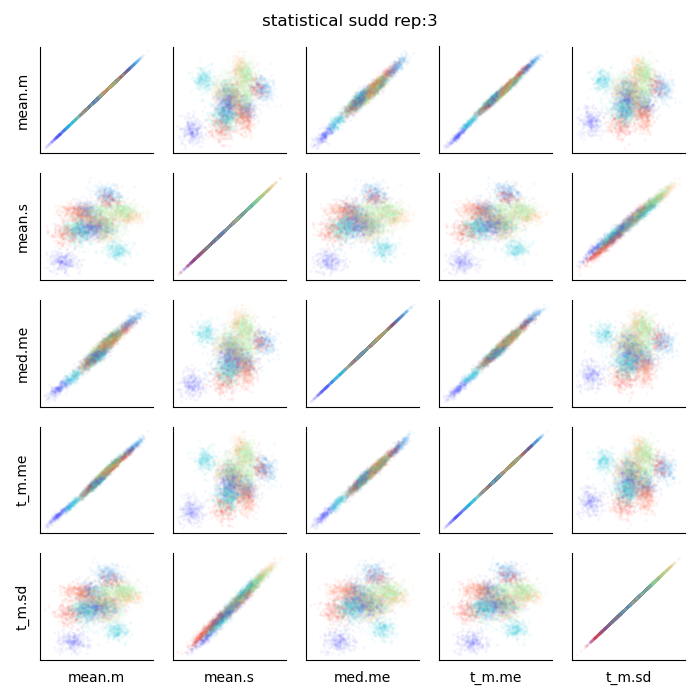 statistical sudd rep:3
mean.m
mean.s
med.me
t_m.me
t_m.sd
mean.m mean.s med.me t_m.me t_m.sd